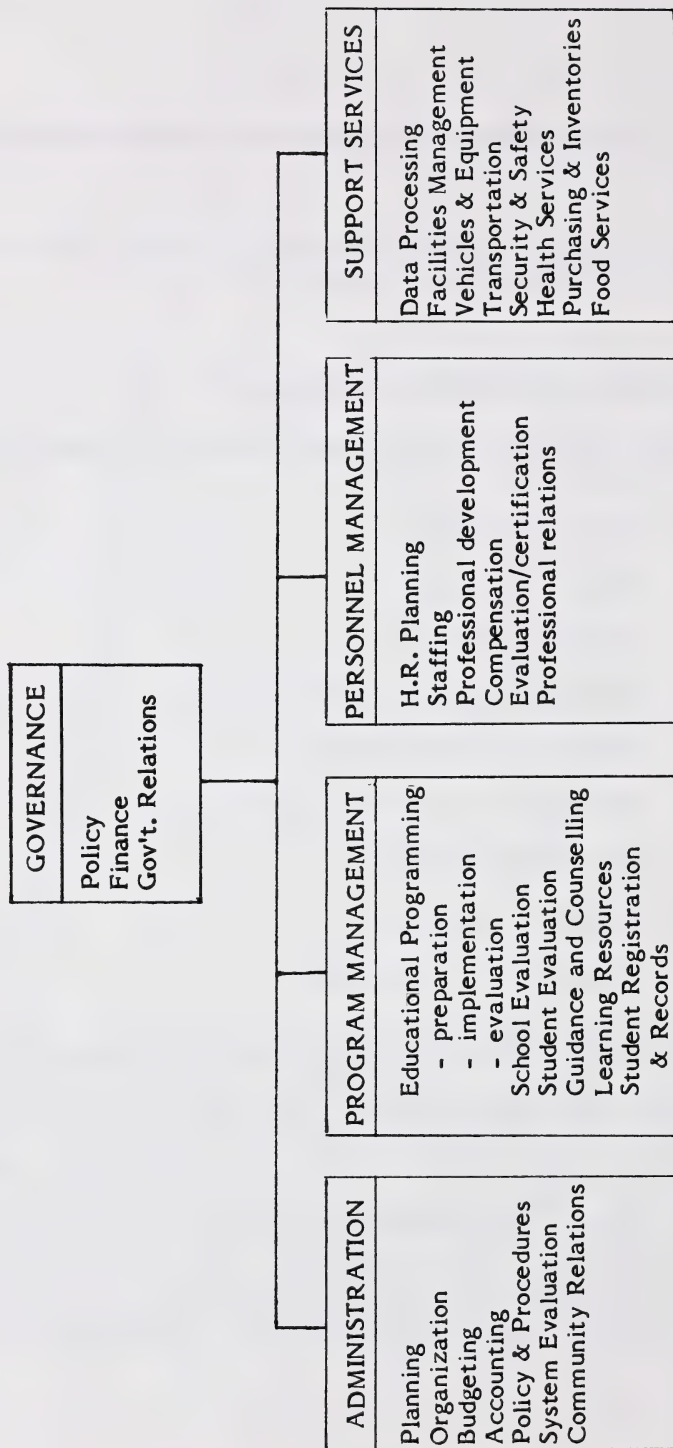 GOVERNANCE
Policy
Finance
Gov't. Relations
ADMINISTRATION
Planning
Organization
Budgeting
Accounting
Policy & Procedures
System Evaluation
Community Relations
PROGRAM MANAGEMENT
Educational Programming
- preparation
- implementation
- evaluation
School Evaluation
Student Evaluation
Guidance and Counselling
Learning Resources
Student Registration
& Records
PERSONNEL MANAGEMENT
H.R. Planning
Staffing
Professional development
Compensation
Evaluation/certification
Professional relations
SUPPORT SERVICES
Data Processing
Facilities Management
Vehicles & Equipment
Transportation
Security & Safety
Health Services
Purchasing & Inventories
Food Services